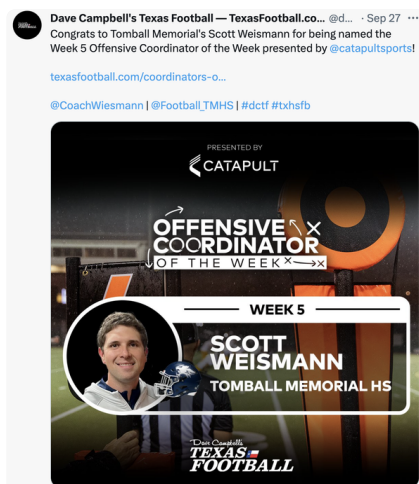 Dave Campbell's Texas Football — TexasFootball.co... @d... · Sep 27 ...
Congrats to Tomball Memorial's Scott Weismann for being named the
Week 5 Offensive Coordinator of the Week presented by @catapultsports!
texasfootball.com/coordinators-o...
@CoachWiesmann | @Football_TMHS | #dctf #txhsfb
PRESENTED BY
CATAPULT
OFFENSIVE
COORDINATOR
OF THE WEEK
WEEK 5
SCOTT
WEISMANN
TOMBALL MEMORIAL HS
Dave Campbell's
TEXAS
FOOTBALL